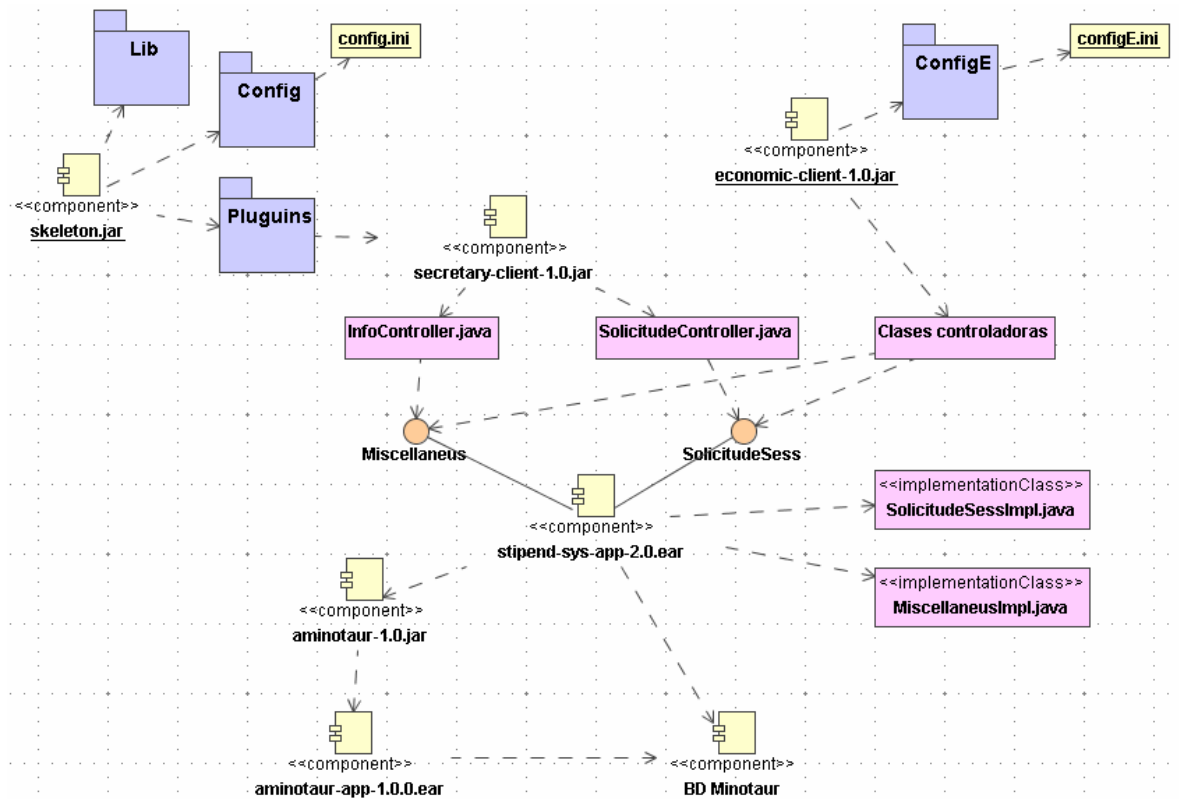 Lib
config.ini
Config
ConfigE
configE.ini
<<component>>
economic-client-1.0.jar
<<component>>
skeleton.jar
Pluguins
<<component>>
secretary-client-1.0.jar
InfoController.java
SolicitudeController.java
Clases controladoras
Miscellaneus
SolicitudeSess
<<component>>
stipend-sys-app-2.0.ear
<<implementationClass>>
SolicitudeSessImpl.java
<<implementationClass>>
MiscellaneusImpl.java
<<component>>
aminotaur-1.0.jar
<<component>>
aminotaur-app-1.0.0.ear
<<component>>
BD Minotaur